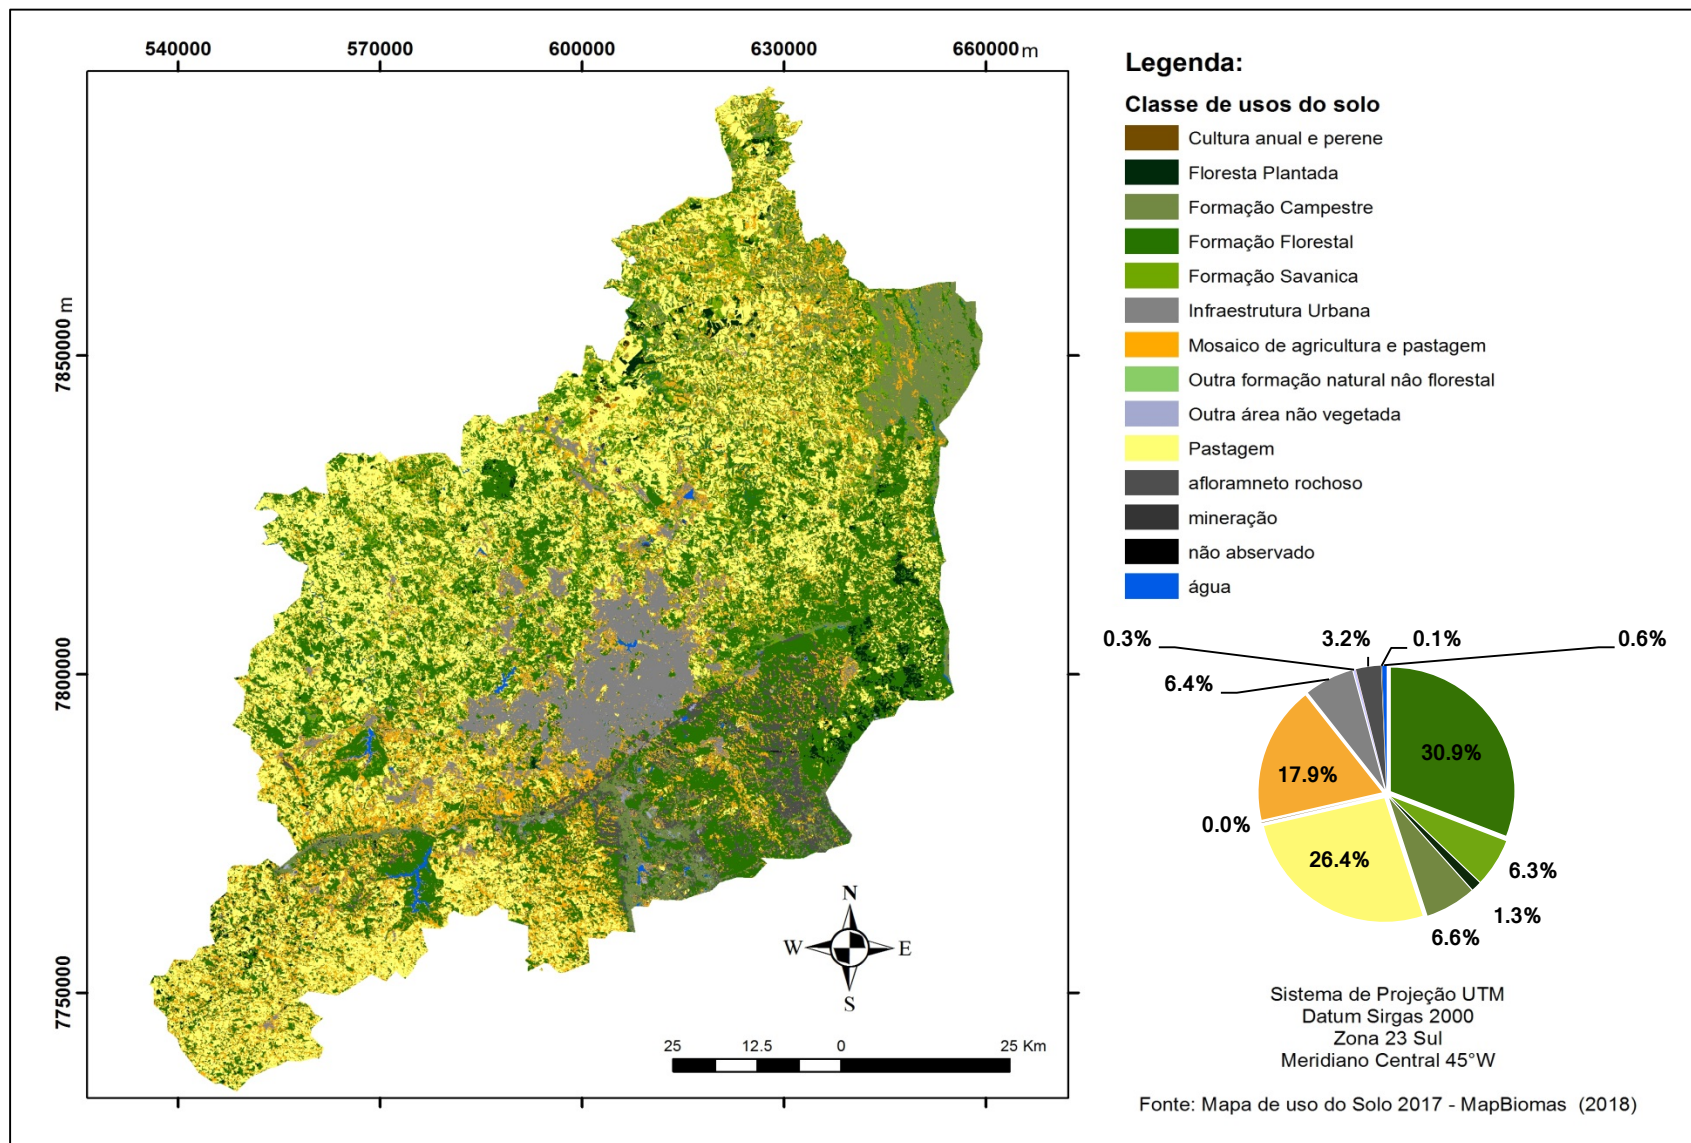 540000
570000
600000
630000
660000 m
7850000 m
7800000
7750000
N
W
E
S
25
12.5
0
25 Km
Legenda:
Classe de usos do solo
Cultura anual e perene
Floresta Plantada
Formação Campestre
Formação Florestal
Formação Savanica
Infraestrutura Urbana
Mosaico de agricultura e pastagem
Outra formação natural nâo florestal
Outra área não vegetada
Pastagem
afloramneto rochoso
mineração
não absorvado
água
0.3%
3.2%
0.1%
0.6%
6.4%
30.9%
17.9%
0.0%
26.4%
6.3%
1.3%
6.6%
Sistema de Projeção UTM
Datum Sirgas 2000
Zona 23 Sul
Meridiano Central 45°W
Fonte: Mapa de uso do Solo 2017 - MapBiomas (2018)